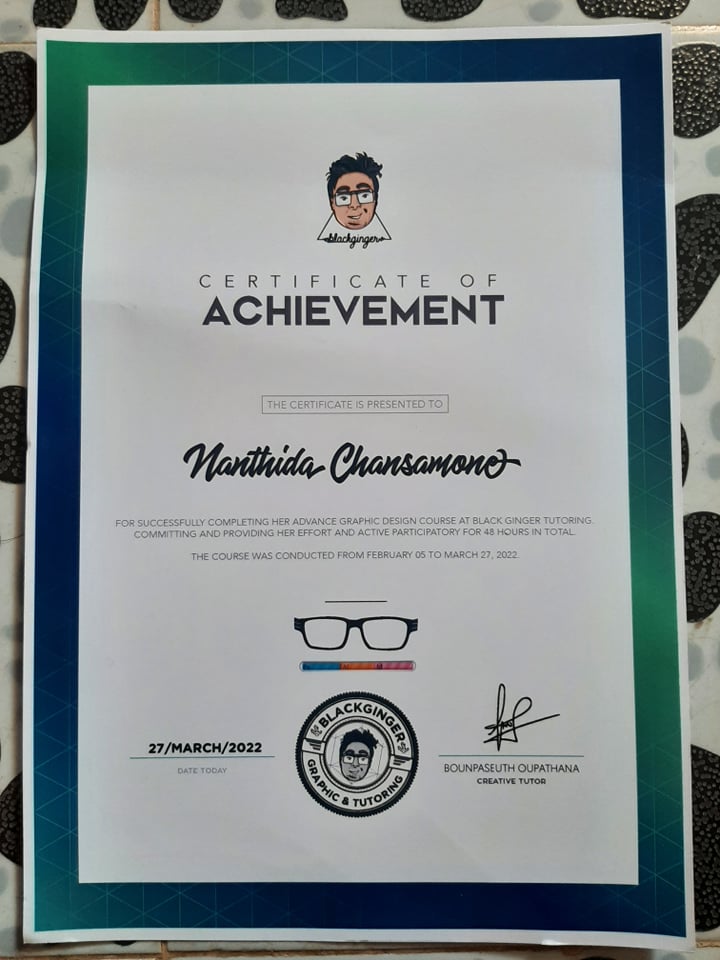 blackginger
CERTIFICATE OF
ACHIEVEMENT
THE CERTIFICATE IS PRESENTED TO
Nanthida Chansamone
FOR SUCCESSFULLY COMPLETING HER ADVANCE GRAPHIC DESIGN COURSE AT BLACK GINGER TUTORING.
COMMITTING AND PROVIDING HER EFFORT AND ACTIVE PARTICIPATORY FOR 48 HOURS IN TOTAL.
THE COURSE WAS CONDUCTED FROM FEBRUARY 05 TO MARCH 27, 2022.
BLACKGINGER
GRAPHIC & TUTORING
27/MARCH/2022
DATE TODAY
BOUNPASEUTH OUPATHANA
CREATIVE TUTOR